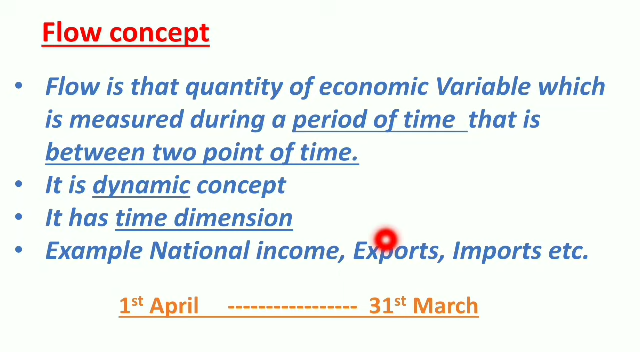 Flow concept
• Flow is that quantity of economic Variable which
is measured during a period of time that is
between two point of time.
• It is dynamic concept
• It has time dimension
• Example National income, Exports, Imports etc.
1st April ----------------- 31st March